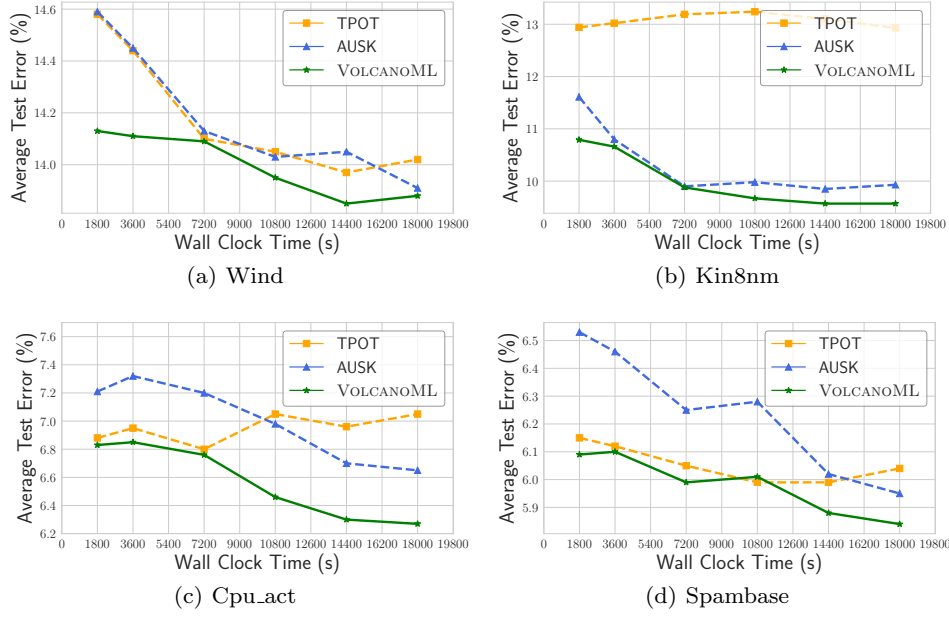 14.6
14.4
14.2
14.0
Average Test Error (%)
TPOT
AUSK
VOLCANOML
0 1800 3600 5400 7200 9000 10800 12600 14400 16200 18000 19800
Wall Clock Time (s)
(a) Wind
13
12
11
10
Average Test Error (%)
TPOT
AUSK
VOLCANOML
0 1800 3600 5400 7200 9000 10800 12600 14400 16200 18000 19800
Wall Clock Time (s)
(b) Kin8nm
7.6
7.4
7.2
7.0
6.8
6.6
6.4
6.2
Average Test Error (%)
TPOT
AUSK
VOLCANOML
0 1800 3600 5400 7200 9000 10800 12600 14400 16200 18000 19800
Wall Clock Time (s)
(c) Cpu_act
6.5
6.4
6.3
6.2
6.1
6.0
5.9
Average Test Error (%)
TPOT
AUSK
VOLCANOML
0 1800 3600 5400 7200 9000 10800 12600 14400 16200 18000 19800
Wall Clock Time (s)
(d) Spambase